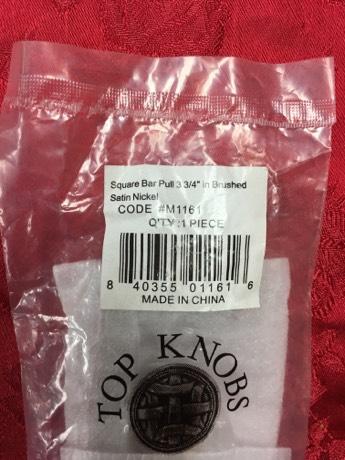 Square Bar Pull 3 3/4" In Brushed
Satin Nickel
CODE #M1161
Q'TY:1 PIECE
8 40355 01161 6
MADE IN CHINA
TOP KNOBS